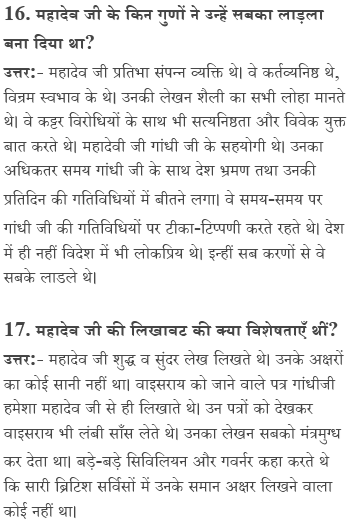 16. महादेव जी के किन गुणों ने उन्हें सबका लाड़ला
बना दिया था?
उत्तर:- महादेव जी प्रतिभा संपन्न व्यक्ति थे। वे कर्तव्यनिष्ठ थे,
विन्रम स्वभाव के थे। उनकी लेखन शैली का सभी लोहा मानते
थे। वे कट्टर विरोधियों के साथ भी सत्यनिष्ठता और विवेक युक्त
बात करते थे। महादेवी जी गांधी जी के सहयोगी थे। उनका
अधिकतर समय गांधी जी के साथ देश भ्रमण तथा उनकी
प्रतिदिन की गतिविधियों में बीतने लगा। वे समय-समय पर
गांधी जी की गतिविधियों पर टीका-टिप्पणी करते रहते थे। देश
में ही नहीं विदेश में भी लोकप्रिय थे। इन्हीं सब करणों से वे
सबके लाडले थे।
17. महादेव जी की लिखावट की क्या विशेषताएँ थीं?
उत्तर:- महादेव जी शुद्ध व सुंदर लेख लिखते थे। उनके अक्षरों
का कोई सानी नहीं था। वाइसराय को जाने वाले पत्र गांधीजी
हमेशा महादेव जी से ही लिखाते थे। उन पत्रों को देखकर
वाइसराय भी लंबी साँस लेते थे। उनका लेखन सबको मंत्रमुग्ध
कर देता था। बड़े-बड़े सिविलियन और गवर्नर कहा करते थे
कि सारी ब्रिटिश सर्विसों में उनके समान अक्षर लिखने वाला
कोई नहीं था।